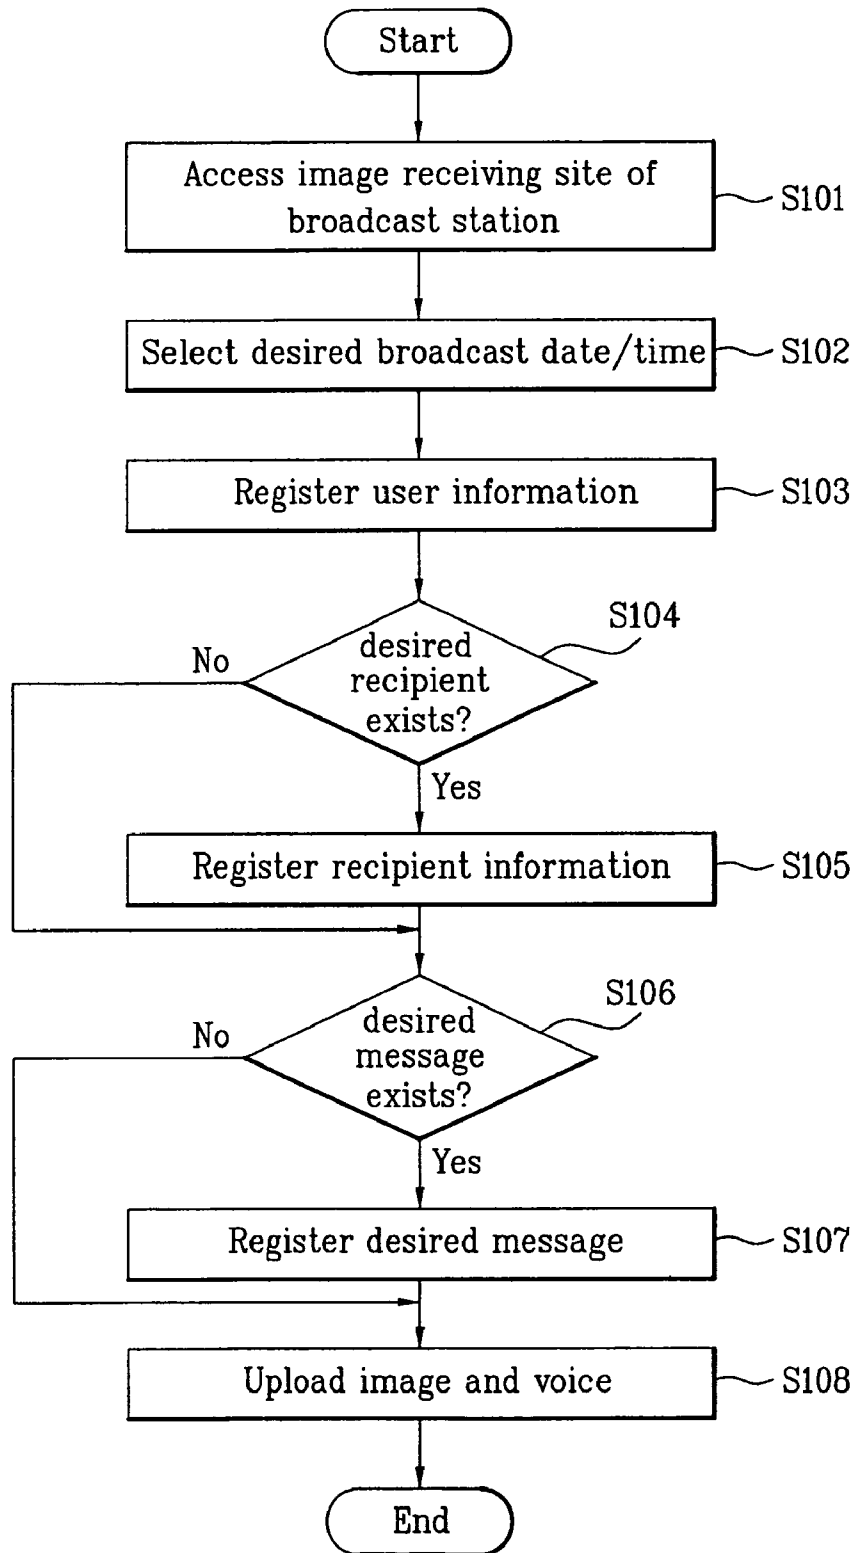 Start
Access image receiving site of
broadcast station
S101
Select desired broadcast date/time
S102
Register user information
S103
S104
desired
recipient
exists?
No
Yes
Register recipient information
S105
S106
desired
message
exists?
No
Yes
Register desired message
S107
Upload image and voice
S108
End